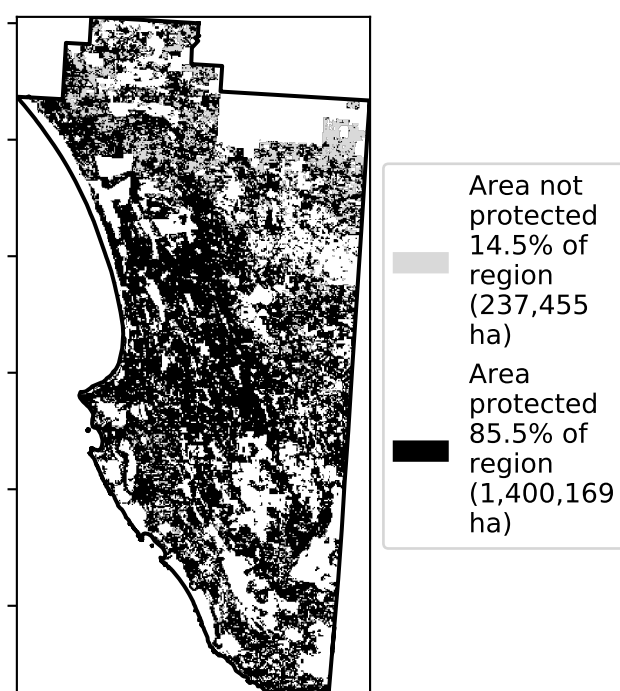 Area not
protected
14.5% of
region
(237,455
ha)
Area
protected
85.5% of
region
(1,400,169
ha)